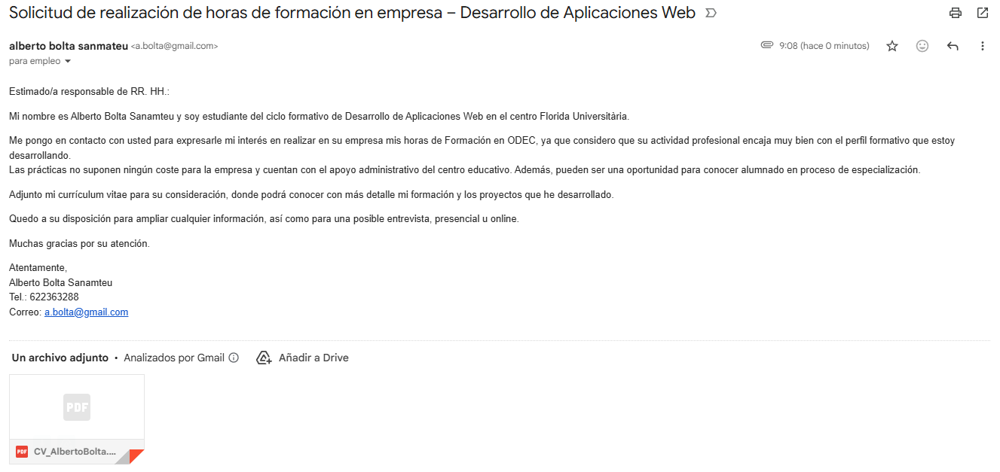 Solicitud de realización de horas de formación en empresa – Desarrollo de Aplicaciones Web
alberto bolta sanmateu <a.bolta@gmail.com>
9:08 (hace 0 minutos)
para empleo
Estimado/a responsable de RR. HH.:
Mi nombre es Alberto Bolta Sanamteu y soy estudiante del ciclo formativo de Desarrollo de Aplicaciones Web en el centro Florida Universitària.
Me pongo en contacto con usted para expresarle mi interés en realizar en su empresa mis horas de Formación en ODEC, ya que considero que su actividad profesional encaja muy bien con el perfil formativo que estoy
desarrollando.
Las prácticas no suponen ningún coste para la empresa y cuentan con el apoyo administrativo del centro educativo. Además, pueden ser una oportunidad para conocer alumnado en proceso de especialización.
Adjunto mi currículum vitae para su consideración, donde podrá conocer con más detalle mi formación y los proyectos que he desarrollado.
Quedo a su disposición para ampliar cualquier información, así como para una posible entrevista, presencial u online.
Muchas gracias por su atención.
Atentamente,
Alberto Bolta Sanamteu
Tel.: 622363288
Correo: a.bolta@gmail.com
Un archivo adjunto • Analizados por Gmail
Añadir a Drive
PDF
PDF CV_AlbertoBolta....